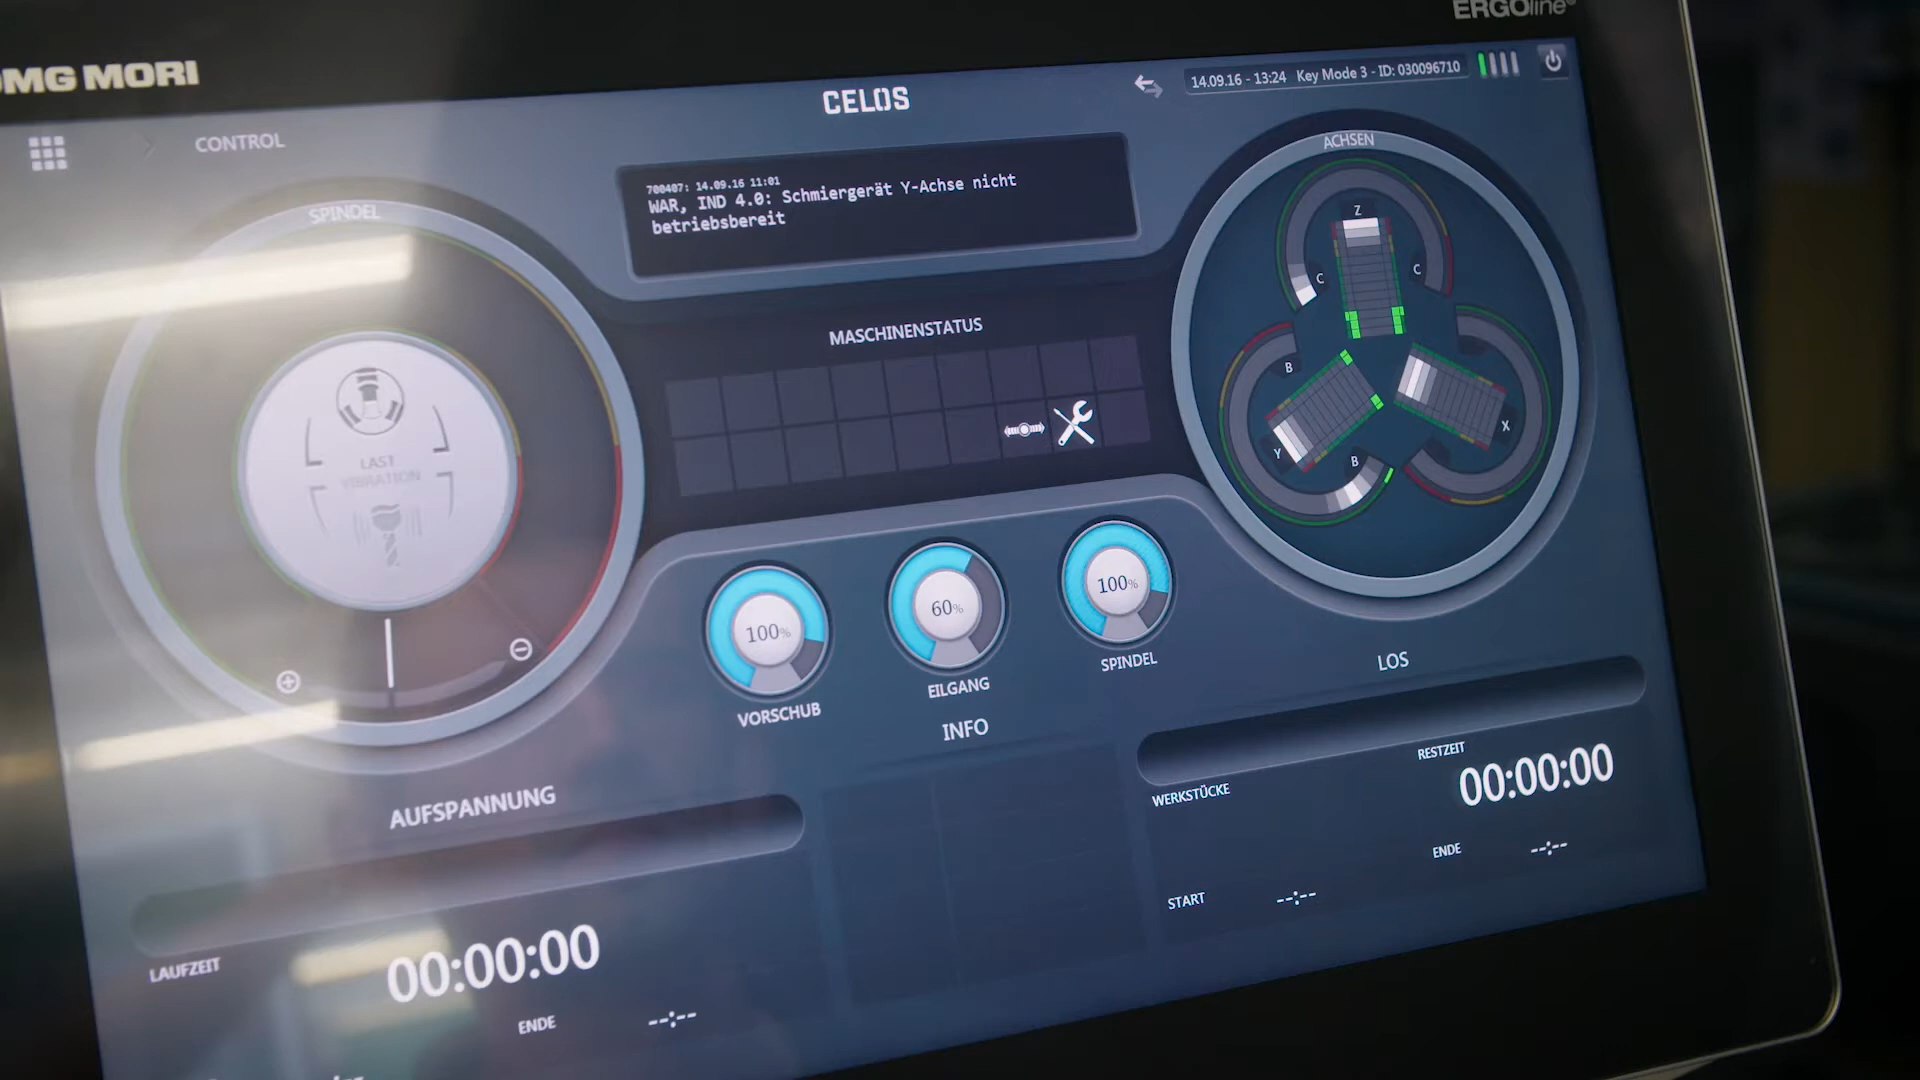 DMG MORI
ERGOline®
CELOS
14.09.16 - 13:24 Key Mode 3 - ID: 030096710
CONTROL
700407: 14.09.16 11:01
WAR, IND 4.0: Schmiergerät Y-Achse nicht
betriebsbereit
ACHSEN
Z
C
C
B
X
Y
B
SPINDEL
LAST
VIBRATION
MASCHINENSTATUS
100%
VORSCHUB
60%
EILGANG
100%
SPINDEL
INFO
LOS
RESTZEIT
00:00:00
WERKSTÜCKE
ENDE --:--
START --:--
AUFSPANNUNG
LAUFZEIT
00:00:00
ENDE --:--